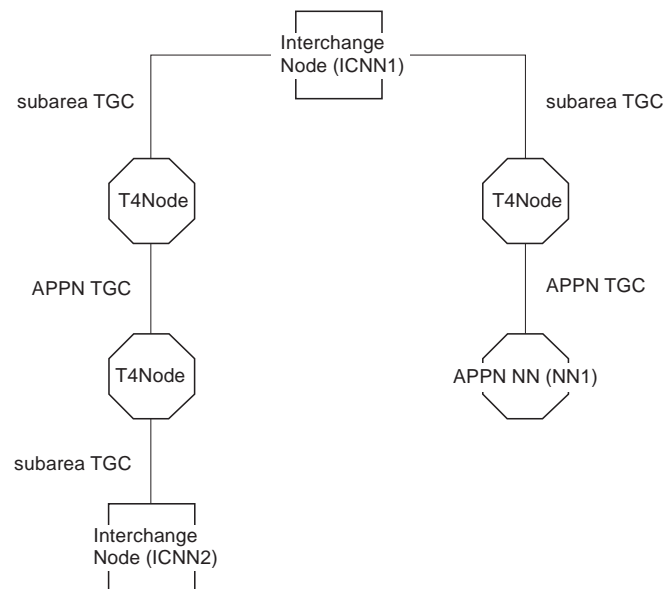 Interchange
Node (ICNN1)
subarea TGC
subarea TGC
T4Node
T4Node
APPN TGC
APPN TGC
T4Node
APPN NN (NN1)
subarea TGC
Interchange
Node (ICNN2)